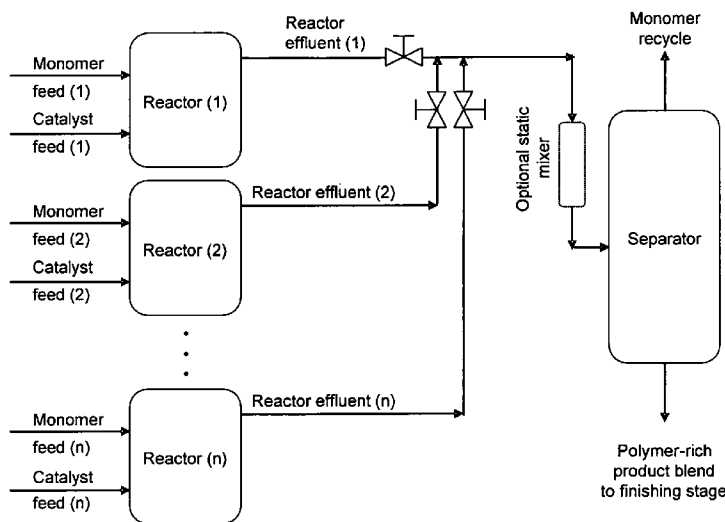 Reactor
effluent (1)
Monomer
feed (1)
Catalyst
feed (1)
Reactor (1)
Monomer
recycle
Optional static
mixer
Separator
Reactor effluent (2)
Monomer
feed (2)
Catalyst
feed (2)
Reactor (2)
Reactor effluent (n)
Monomer
feed (n)
Catalyst
feed (n)
Reactor (n)
Polymer-rich
product blend
to finishing stage